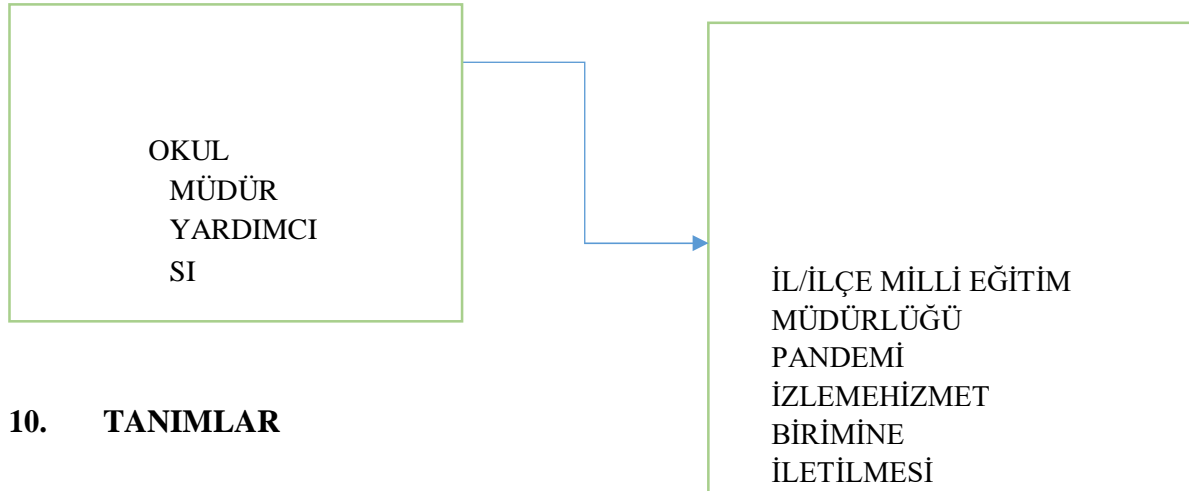 OKUL
MÜDÜR
YARDIMCI
SI
İL/İLÇE MİLLİ EĞİTİM
MÜDÜRLÜĞÜ
PANDEMİ
İZLEMEHİZMET
BİRİMİNE
İLETİLMESİ
10. TANIMLAR